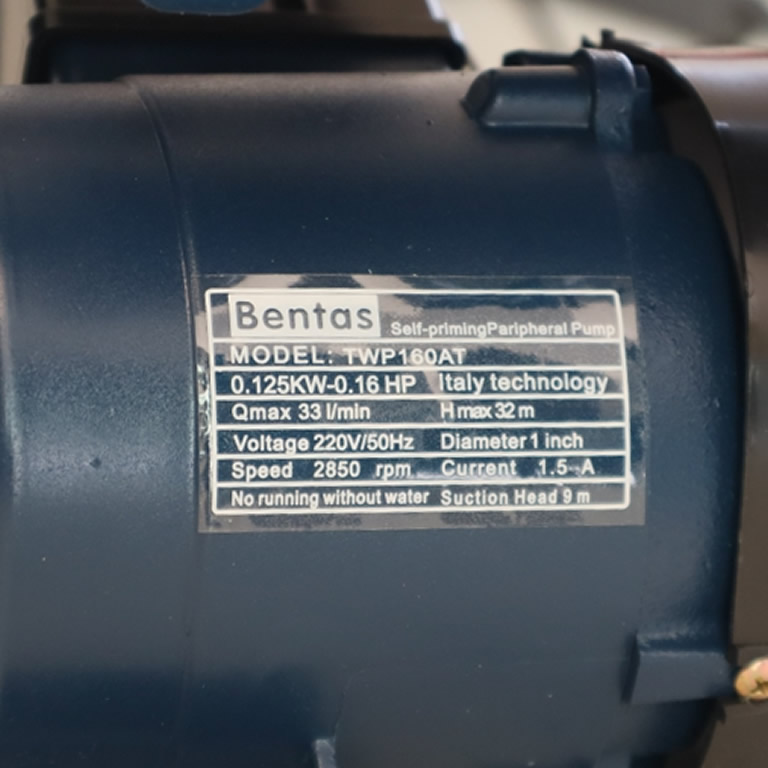 Bentas Self-primingParipheral Pump
MODEL: TWP160AT
0.125KW-0.16 HP italy technology
Qmax 33 l/min H max 32 m
Voltage 220V/50Hz Diameter 1 inch
Speed 2850 rpm Current 1.5 A
No running without water Suction Head 9 m